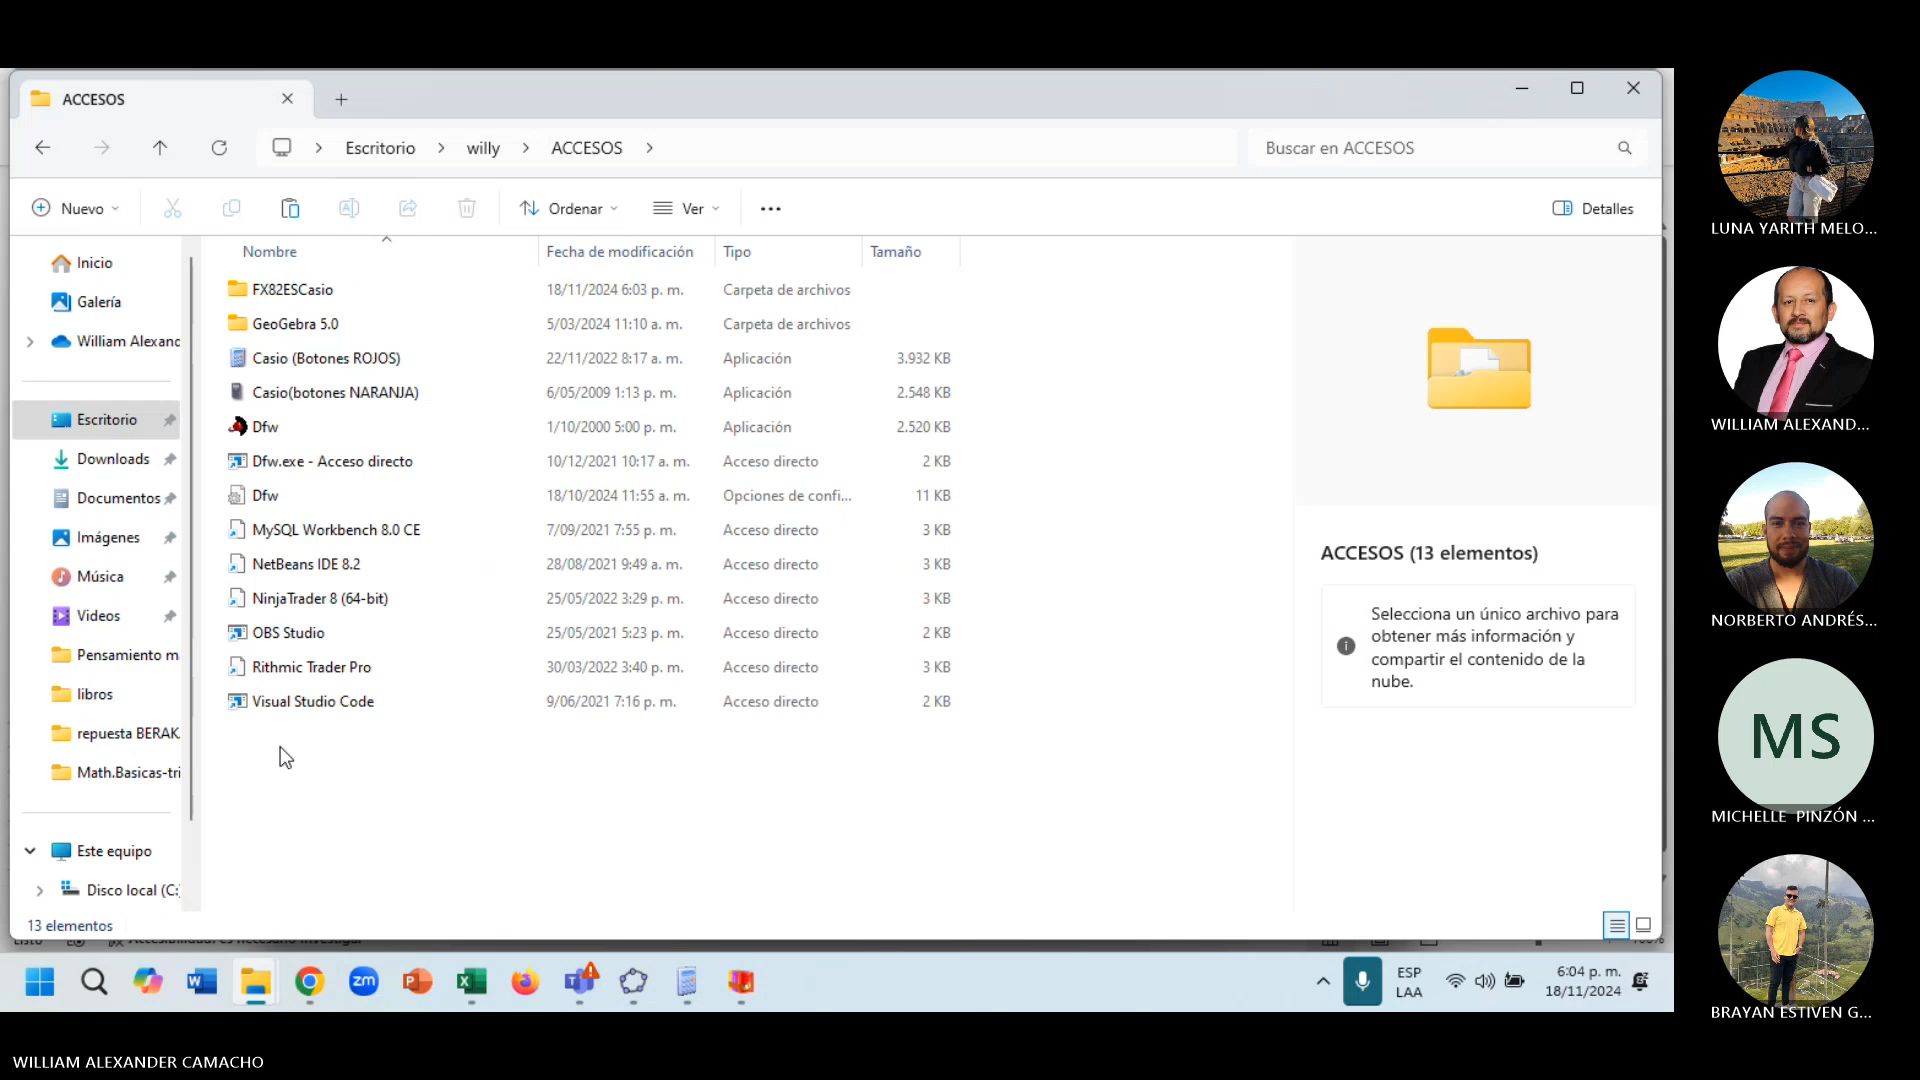 ACCESOS
Escritorio > willy > ACCESOS >
Buscar en ACCESOS
Nuevo
Ordenar
Ver
Detalles
Inicio
Galería
William Alexand
Escritorio
Downloads
Documentos
Imágenes
Música
Videos
Pensamiento m
libros
repuesta BERAK
Math.Basicas-tri
Este equipo
Disco local (C:
Nombre Fecha de modificación Tipo Tamaño
FX82ESCasio 18/11/2024 6:03 p. m. Carpeta de archivos
GeoGebra 5.0 5/03/2024 11:10 a. m. Carpeta de archivos
Casio (Botones ROJOS) 22/11/2022 8:17 a. m. Aplicación 3.932 KB
Casio(botones NARANJA) 6/05/2009 1:13 p. m. Aplicación 2.548 KB
Dfw 1/10/2000 5:00 p. m. Aplicación 2.520 KB
Dfw.exe - Acceso directo 10/12/2021 10:17 a. m. Acceso directo 2 KB
Dfw 18/10/2024 11:55 a. m. Opciones de confi... 11 KB
MySQL Workbench 8.0 CE 7/09/2021 7:55 p. m. Acceso directo 3 KB
NetBeans IDE 8.2 28/08/2021 9:49 a. m. Acceso directo 3 KB
NinjaTrader 8 (64-bit) 25/05/2022 3:29 p. m. Acceso directo 3 KB
OBS Studio 25/05/2021 5:23 p. m. Acceso directo 2 KB
Rithmic Trader Pro 30/03/2022 3:40 p. m. Acceso directo 3 KB
Visual Studio Code 9/06/2021 7:16 p. m. Acceso directo 2 KB
ACCESOS (13 elementos)
Selecciona un único archivo para
obtener más información y
compartir el contenido de la
nube.
13 elementos
zm
ESP
LAA
6:04 p. m.
18/11/2024
LUNA YARITH MELO...
WILLIAM ALEXAND...
NORBERTO ANDRÉS...
MS
MICHELLE PINZÓN ...
BRAYAN ESTIVEN G...
WILLIAM ALEXANDER CAMACHO